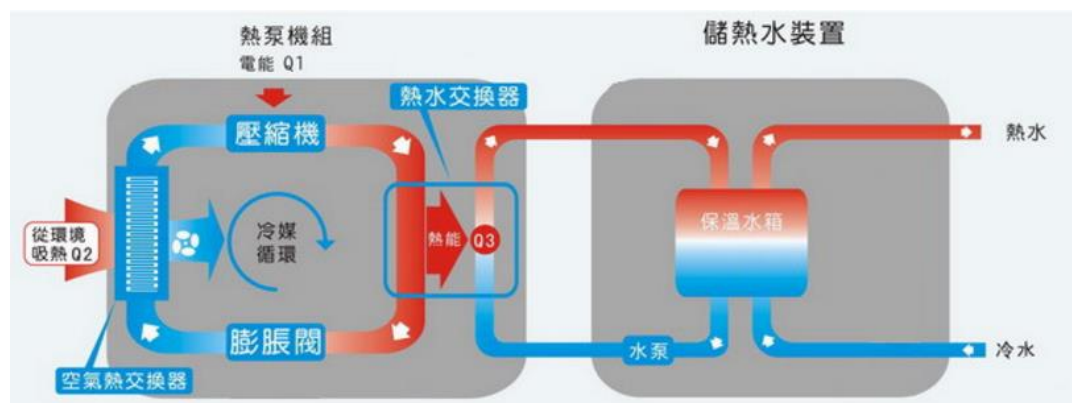 熱泵機組
電能 Q1
儲熱水裝置
熱水交換器
壓縮機
熱水
從環境
吸熱Q2
冷媒
循環
熱能
Q3
保溫水箱
膨脹閥
水泵
冷水
空氣熱交換器